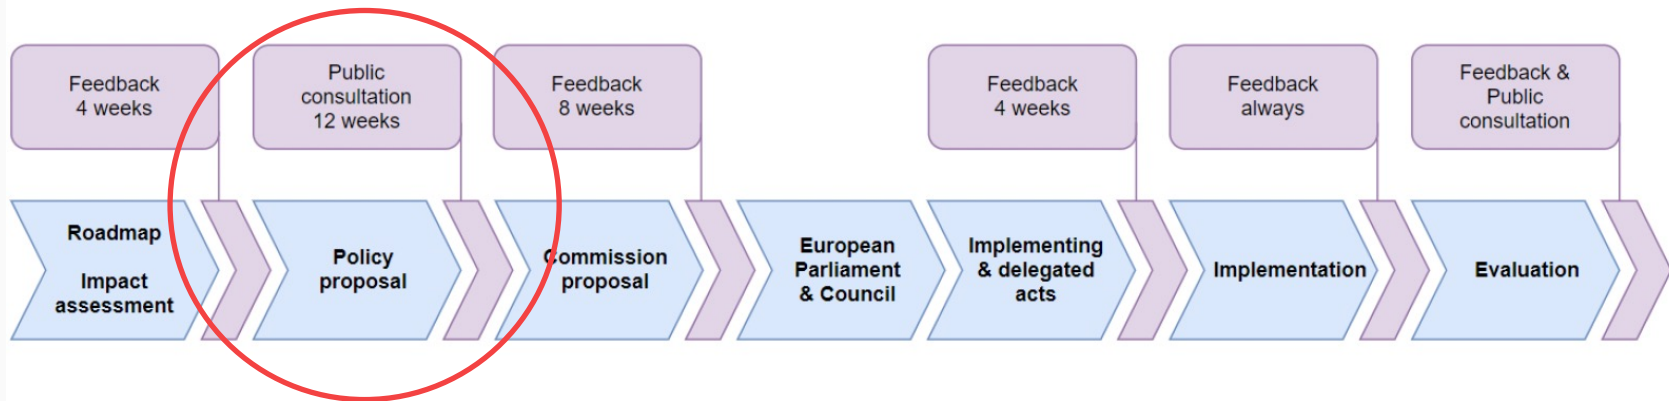 Feedback
4 weeks
Public
consultation
12 weeks
Feedback
8 weeks
Feedback
4 weeks
Feedback
always
Feedback &
Public
consultation
Roadmap
Impact
assessment
Policy
proposal
Commission
proposal
European
Parliament
& Council
Implementing
& delegated
acts
Implementation
Evaluation